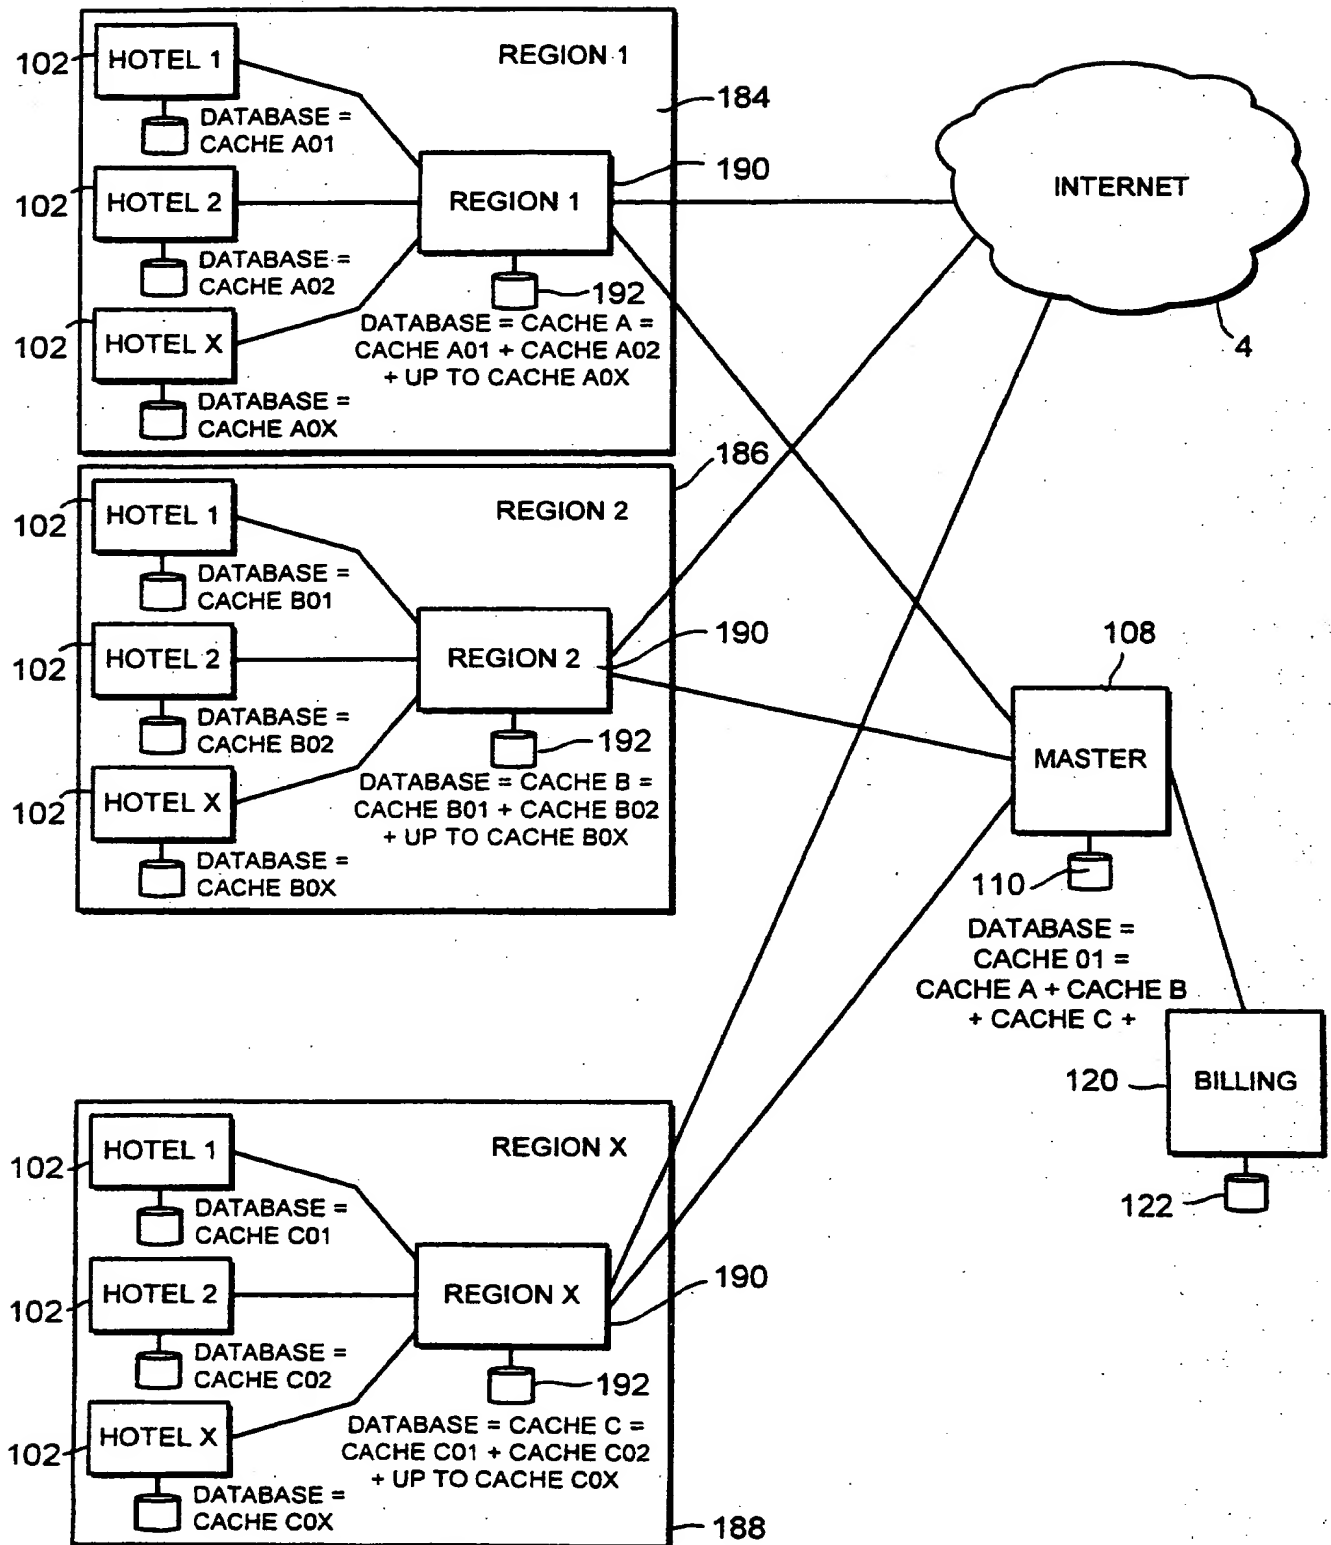 REGION 1
102
HOTEL 1
DATABASE =
CACHE A01
184
102
HOTEL 2
DATABASE =
CACHE A02
REGION 1
190
192
DATABASE = CACHE A =
CACHE A01 + CACHE A02
+ UP TO CACHE A0X
102
HOTEL X
DATABASE =
CACHE A0X
INTERNET
4
186
REGION 2
102
HOTEL 1
DATABASE =
CACHE B01
102
HOTEL 2
DATABASE =
CACHE B02
REGION 2
190
192
DATABASE = CACHE B =
CACHE B01 + CACHE B02
+ UP TO CACHE B0X
102
HOTEL X
DATABASE =
CACHE B0X
108
MASTER
110
DATABASE =
CACHE 01 =
CACHE A + CACHE B
+ CACHE C +
120
BILLING
122
REGION X
102
HOTEL 1
DATABASE =
CACHE C01
102
HOTEL 2
DATABASE =
CACHE C02
REGION X
190
192
DATABASE = CACHE C =
CACHE C01 + CACHE C02
+ UP TO CACHE C0X
102
HOTEL X
DATABASE =
CACHE C0X
188